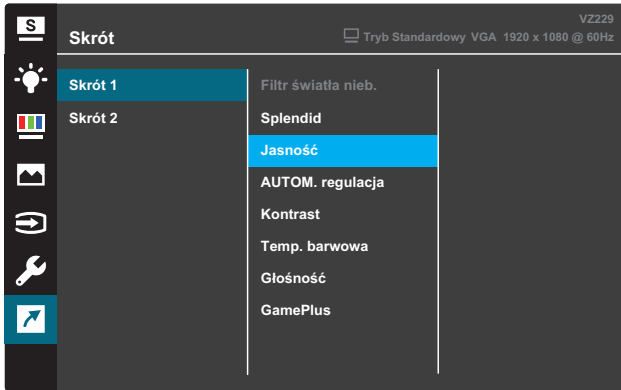 S
VZ229
Skrót
Tryb Standardowy VGA 1920 x 1080 @ 60Hz
Skrót 1
Skrót 2
Filtr światła nieb.
Splendid
Jasność
AUTOM. regulacja
Kontrast
Temp. barwowa
Głośność
GamePlus